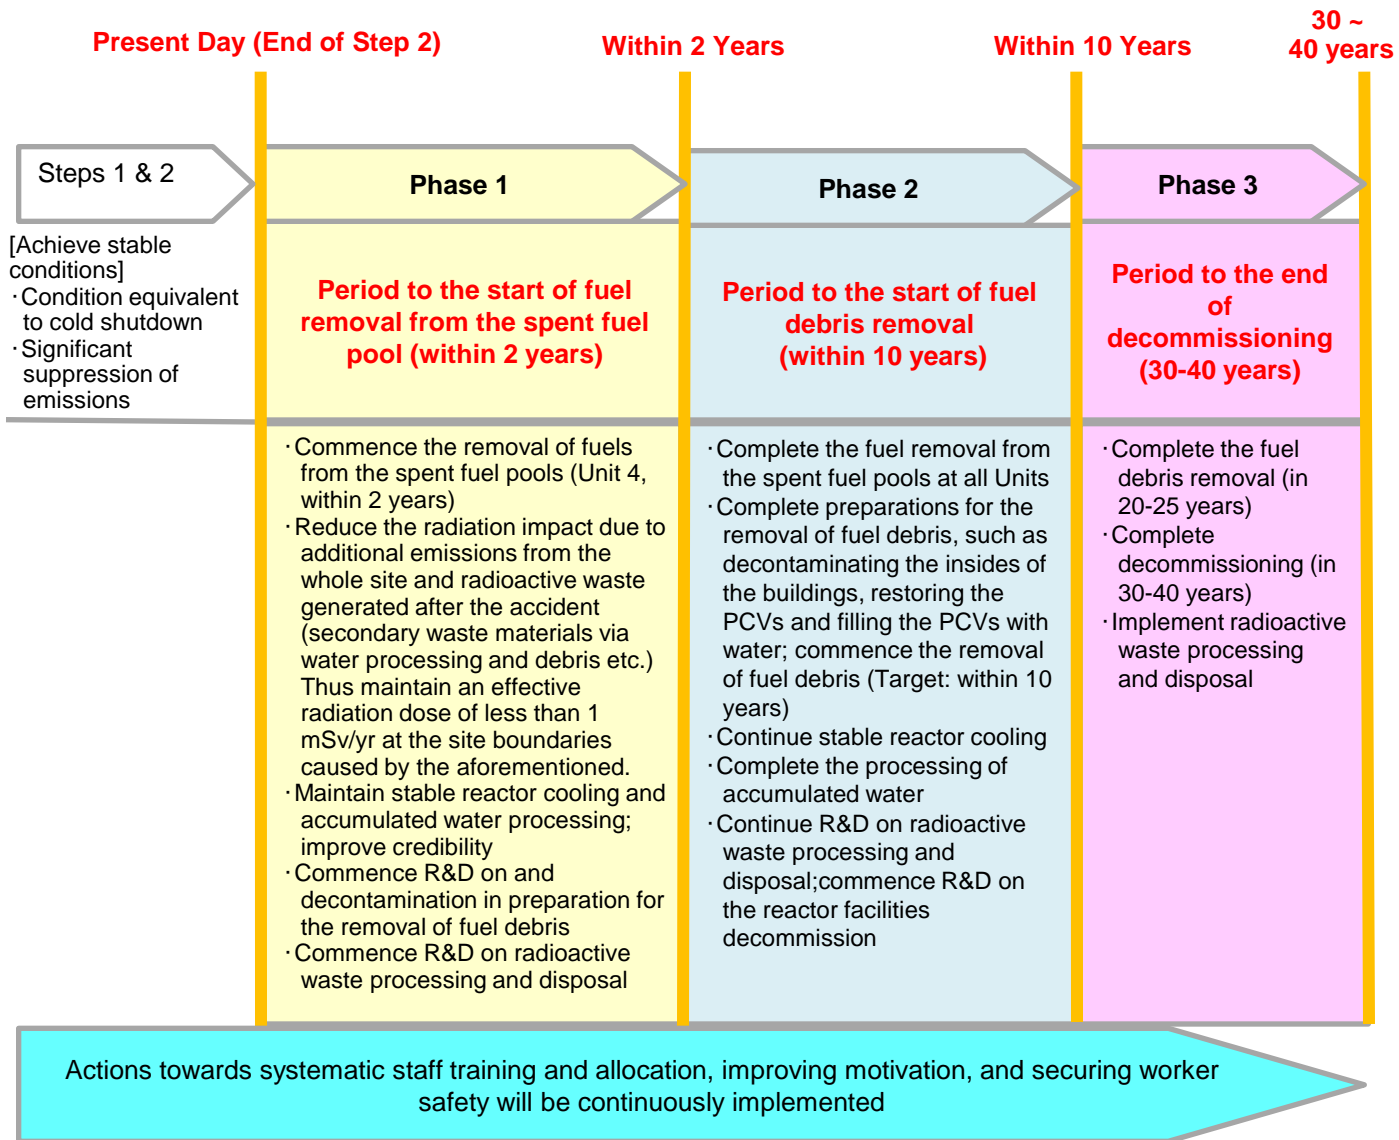 Present Day (End of Step 2)
Within 2 Years
Within 10 Years
30 ~
40 years
Steps 1 & 2
Phase 1
Phase 2
Phase 3
[Achieve stable
conditions]
·Condition equivalent
to cold shutdown
·Significant
suppression of
emissions
Period to the start of fuel
removal from the spent fuel
pool (within 2 years)
Period to the start of fuel
debris removal
(within 10 years)
Period to the end
of
decommissioning
(30-40 years)
·Commence the removal of fuels
from the spent fuel pools (Unit 4,
within 2 years)
·Reduce the radiation impact due to
additional emissions from the
whole site and radioactive waste
generated after the accident
(secondary waste materials via
water processing and debris etc.)
Thus maintain an effective
radiation dose of less than 1
mSv/yr at the site boundaries
caused by the aforementioned.
·Maintain stable reactor cooling and
accumulated water processing;
improve credibility
·Commence R&D on and
decontamination in preparation for
the removal of fuel debris
·Commence R&D on radioactive
waste processing and disposal
·Complete the fuel removal from
the spent fuel pools at all Units
·Complete preparations for the
removal of fuel debris, such as
decontaminating the insides of
the buildings, restoring the
PCVs and filling the PCVs with
water; commence the removal
of fuel debris (Target: within 10
years)
·Continue stable reactor cooling
·Complete the processing of
accumulated water
·Continue R&D on radioactive
waste processing and
disposal;commence R&D on
the reactor facilities
decommission
·Complete the fuel
debris removal (in
20-25 years)
·Complete
decommissioning (in
30-40 years)
·Implement radioactive
waste processing
and disposal
Actions towards systematic staff training and allocation, improving motivation, and securing worker
safety will be continuously implemented